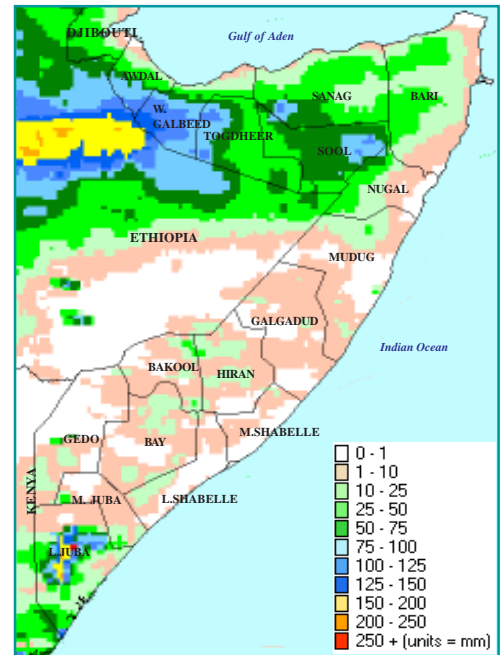 DJIBOUTI
Gulf of Aden
AWDAL
SANAG
BARI
W.
GALBEED
TOGDHEER
SOOL
NUGAL
ETHIOPIA
MUDUG
GALGADUD
Indian Ocean
BAKOOL
HIRAN
GEDO
BAY
M.SHABELLE
KENYA
M. JUBA
L.SHABELLE
L.JUBA
0 - 1
1 - 10
10 - 25
25 - 50
50 - 75
75 - 100
100 - 125
125 - 150
150 - 200
200 - 250
250 + (units = mm)